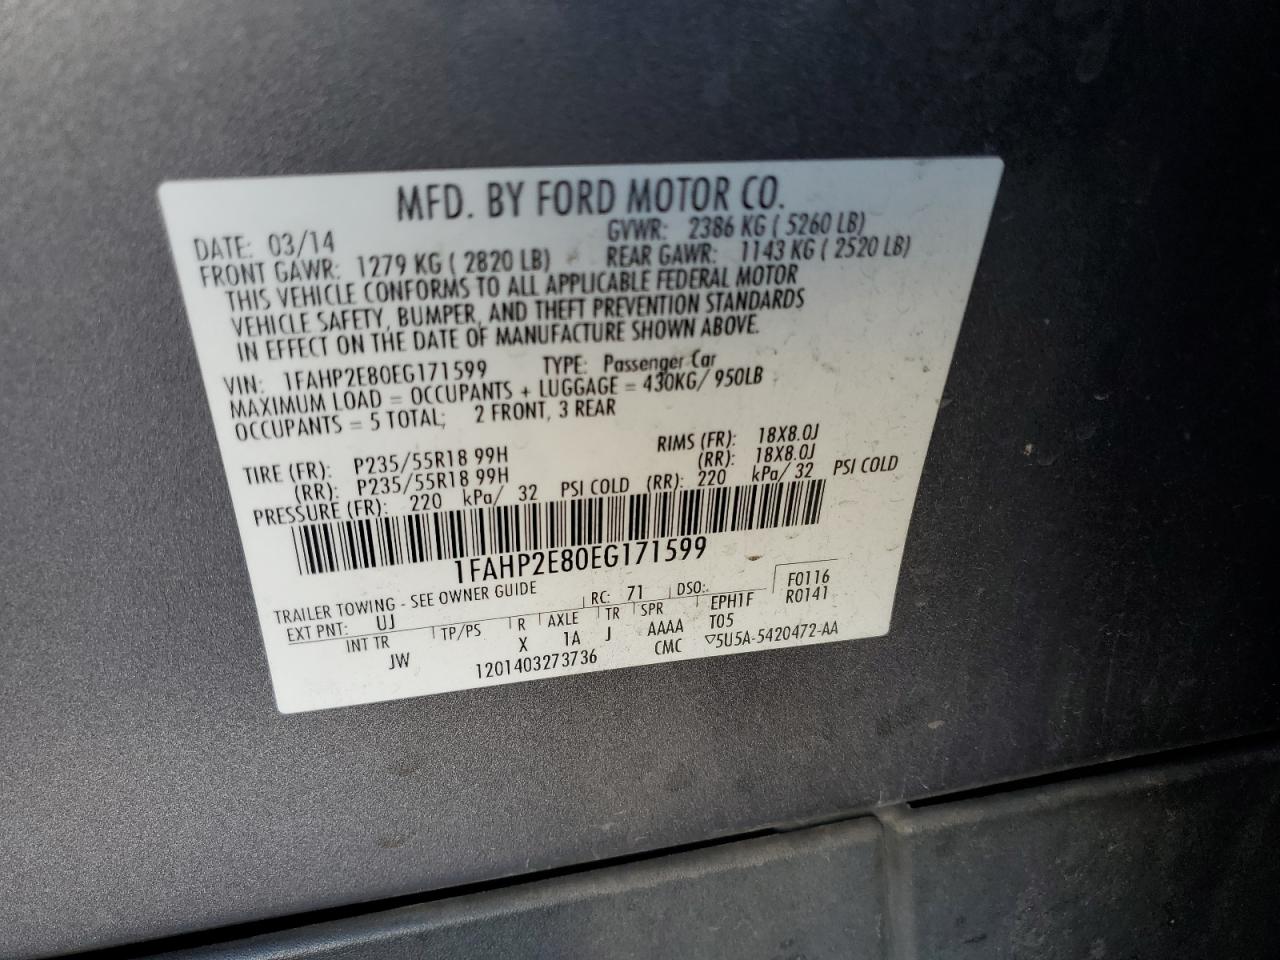 MFD. BY FORD MOTOR CO.
DATE: 03/14 GVWR: 2386 KG ( 5260 LB)
FRONT GAWR: 1279 KG ( 2820 LB) REAR GAWR: 1143 KG ( 2520 LB)
THIS VEHICLE CONFORMS TO ALL APPLICABLE FEDERAL MOTOR
VEHICLE SAFETY, BUMPER, AND THEFT PREVENTION STANDARDS
IN EFFECT ON THE DATE OF MANUFACTURE SHOWN ABOVE.
VIN: 1FAHP2E80EG171599 TYPE: Passenger Car
MAXIMUM LOAD = OCCUPANTS + LUGGAGE = 430KG/ 950LB
OCCUPANTS = 5 TOTAL; 2 FRONT, 3 REAR
TIRE (FR): P235/55R18 99H RIMS (FR): 18X8.0J
(RR): P235/55R18 99H (RR): 18X8.0J
PRESSURE (FR): 220 kPa/ 32 PSI COLD (RR): 220 kPa/ 32 PSI COLD
1FAHP2E80EG171599
TRAILER TOWING - SEE OWNER GUIDE RC: 71 DSO: F0116
EXT PNT: UJ R0141
INT TR TP/PS R AXLE TR SPR EPH1F
JW X 1A J AAAA T05
1201403273736 CMC ▽5U5A-5420472-AA